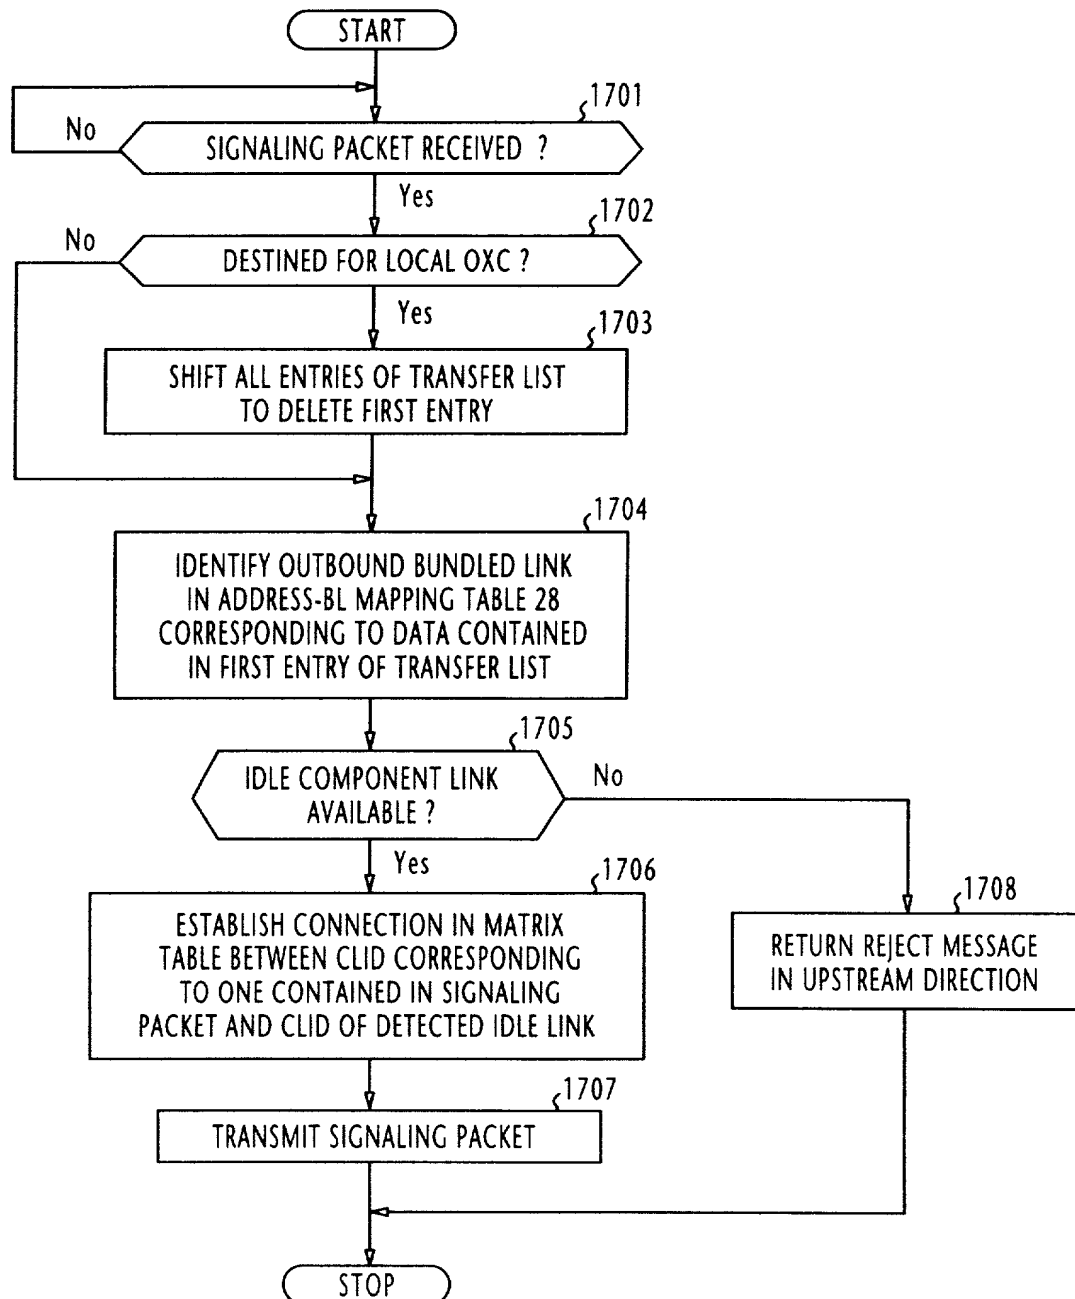 START
1701
No
SIGNALING PACKET RECEIVED ?
Yes
1702
No
DESTINED FOR LOCAL OXC ?
Yes
1703
SHIFT ALL ENTRIES OF TRANSFER LIST
TO DELETE FIRST ENTRY
1704
IDENTIFY OUTBOUND BUNDLED LINK
IN ADDRESS-BL MAPPING TABLE 28
CORRESPONDING TO DATA CONTAINED
IN FIRST ENTRY OF TRANSFER LIST
1705
IDLE COMPONENT LINK
AVAILABLE ?
No
Yes
1706
ESTABLISH CONNECTION IN MATRIX
TABLE BETWEEN CLID CORRESPONDING
TO ONE CONTAINED IN SIGNALING
PACKET AND CLID OF DETECTED IDLE LINK
1708
RETURN REJECT MESSAGE
IN UPSTREAM DIRECTION
1707
TRANSMIT SIGNALING PACKET
STOP